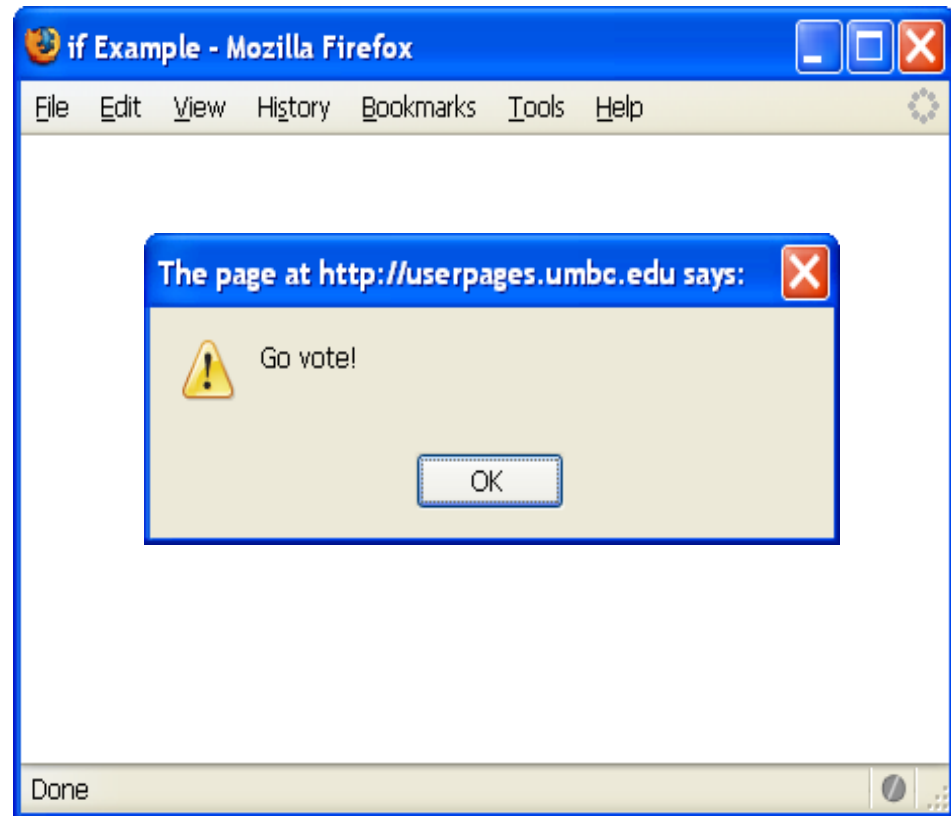 if Example - Mozilla Firefox
File Edit View History Bookmarks Tools Help
The page at http://userpages.umbc.edu says:
Go vote!
OK
Done